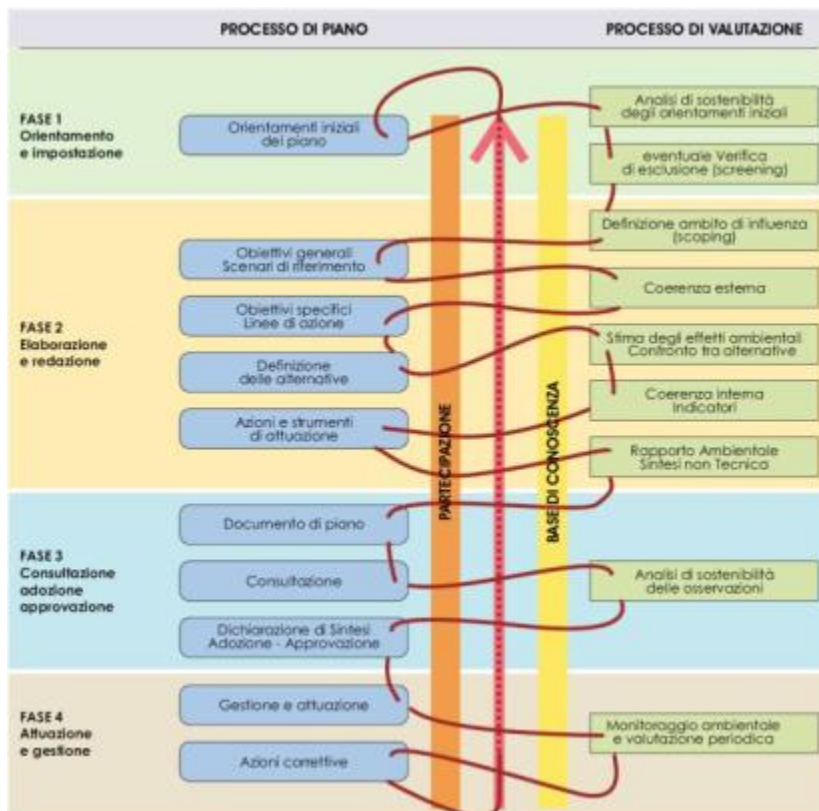 PROCESSO DI PIANO
PROCESSO DI VALUTAZIONE
FASE 1
Orientamento
e impostazione
Orientamenti iniziali
del piano
Analisi di sostenibilità
degli orientamenti iniziali
eventuale Verifica
di esclusione (screening)
FASE 2
Elaborazione
e redazione
Obiettivi generali
Scenari di riferimento
Obiettivi specifici
Linee di azione
Definizione
delle alternative
Azioni e strumenti
di attuazione
Definizione ambito di influenza
(scoping)
Coerenza esterna
Stima degli effetti ambientali
Confronto tra alternative
Coerenza interna
Indicatori
Rapporto Ambientale
Sintesi non Tecnica
PARTECIPAZIONE
BASE DI CONOSCENZA
FASE 3
Consultazione
adozione
approvazione
Documento di piano
Consultazione
Dichiarazione di Sintesi
Adozione - Approvazione
Analisi di sostenibilità
delle osservazioni
FASE 4
Attuazione
e gestione
Gestione e attuazione
Azioni correttive
Monitoraggio ambientale
e valutazione periodica